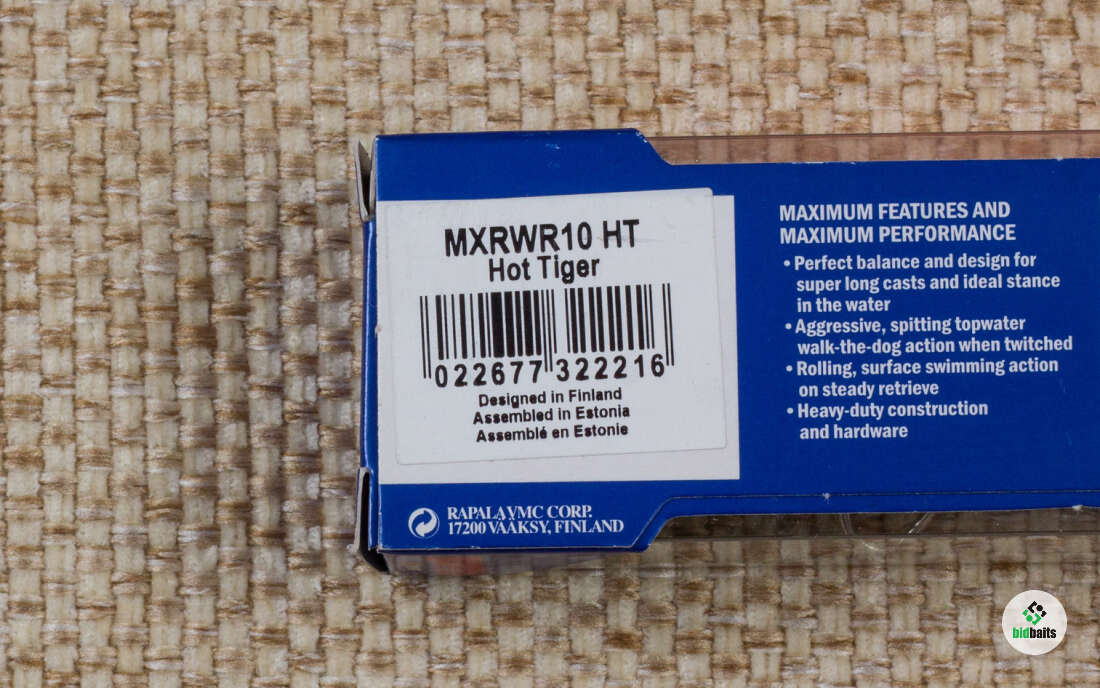 MXRWR10 HT
Hot Tiger
022677 322216
Designed in Finland
Assembled in Estonia
Assemblé en Estonie
RAPALA VMC CORP.
17200 VÄÄKSY, FINLAND
MAXIMUM FEATURES AND
MAXIMUM PERFORMANCE
• Perfect balance and design for
super long casts and ideal stance
in the water
• Aggressive, spitting topwater
walk-the-dog action when twitched
• Rolling, surface swimming action
on steady retrieve
• Heavy-duty construction
and hardware
bidbaits